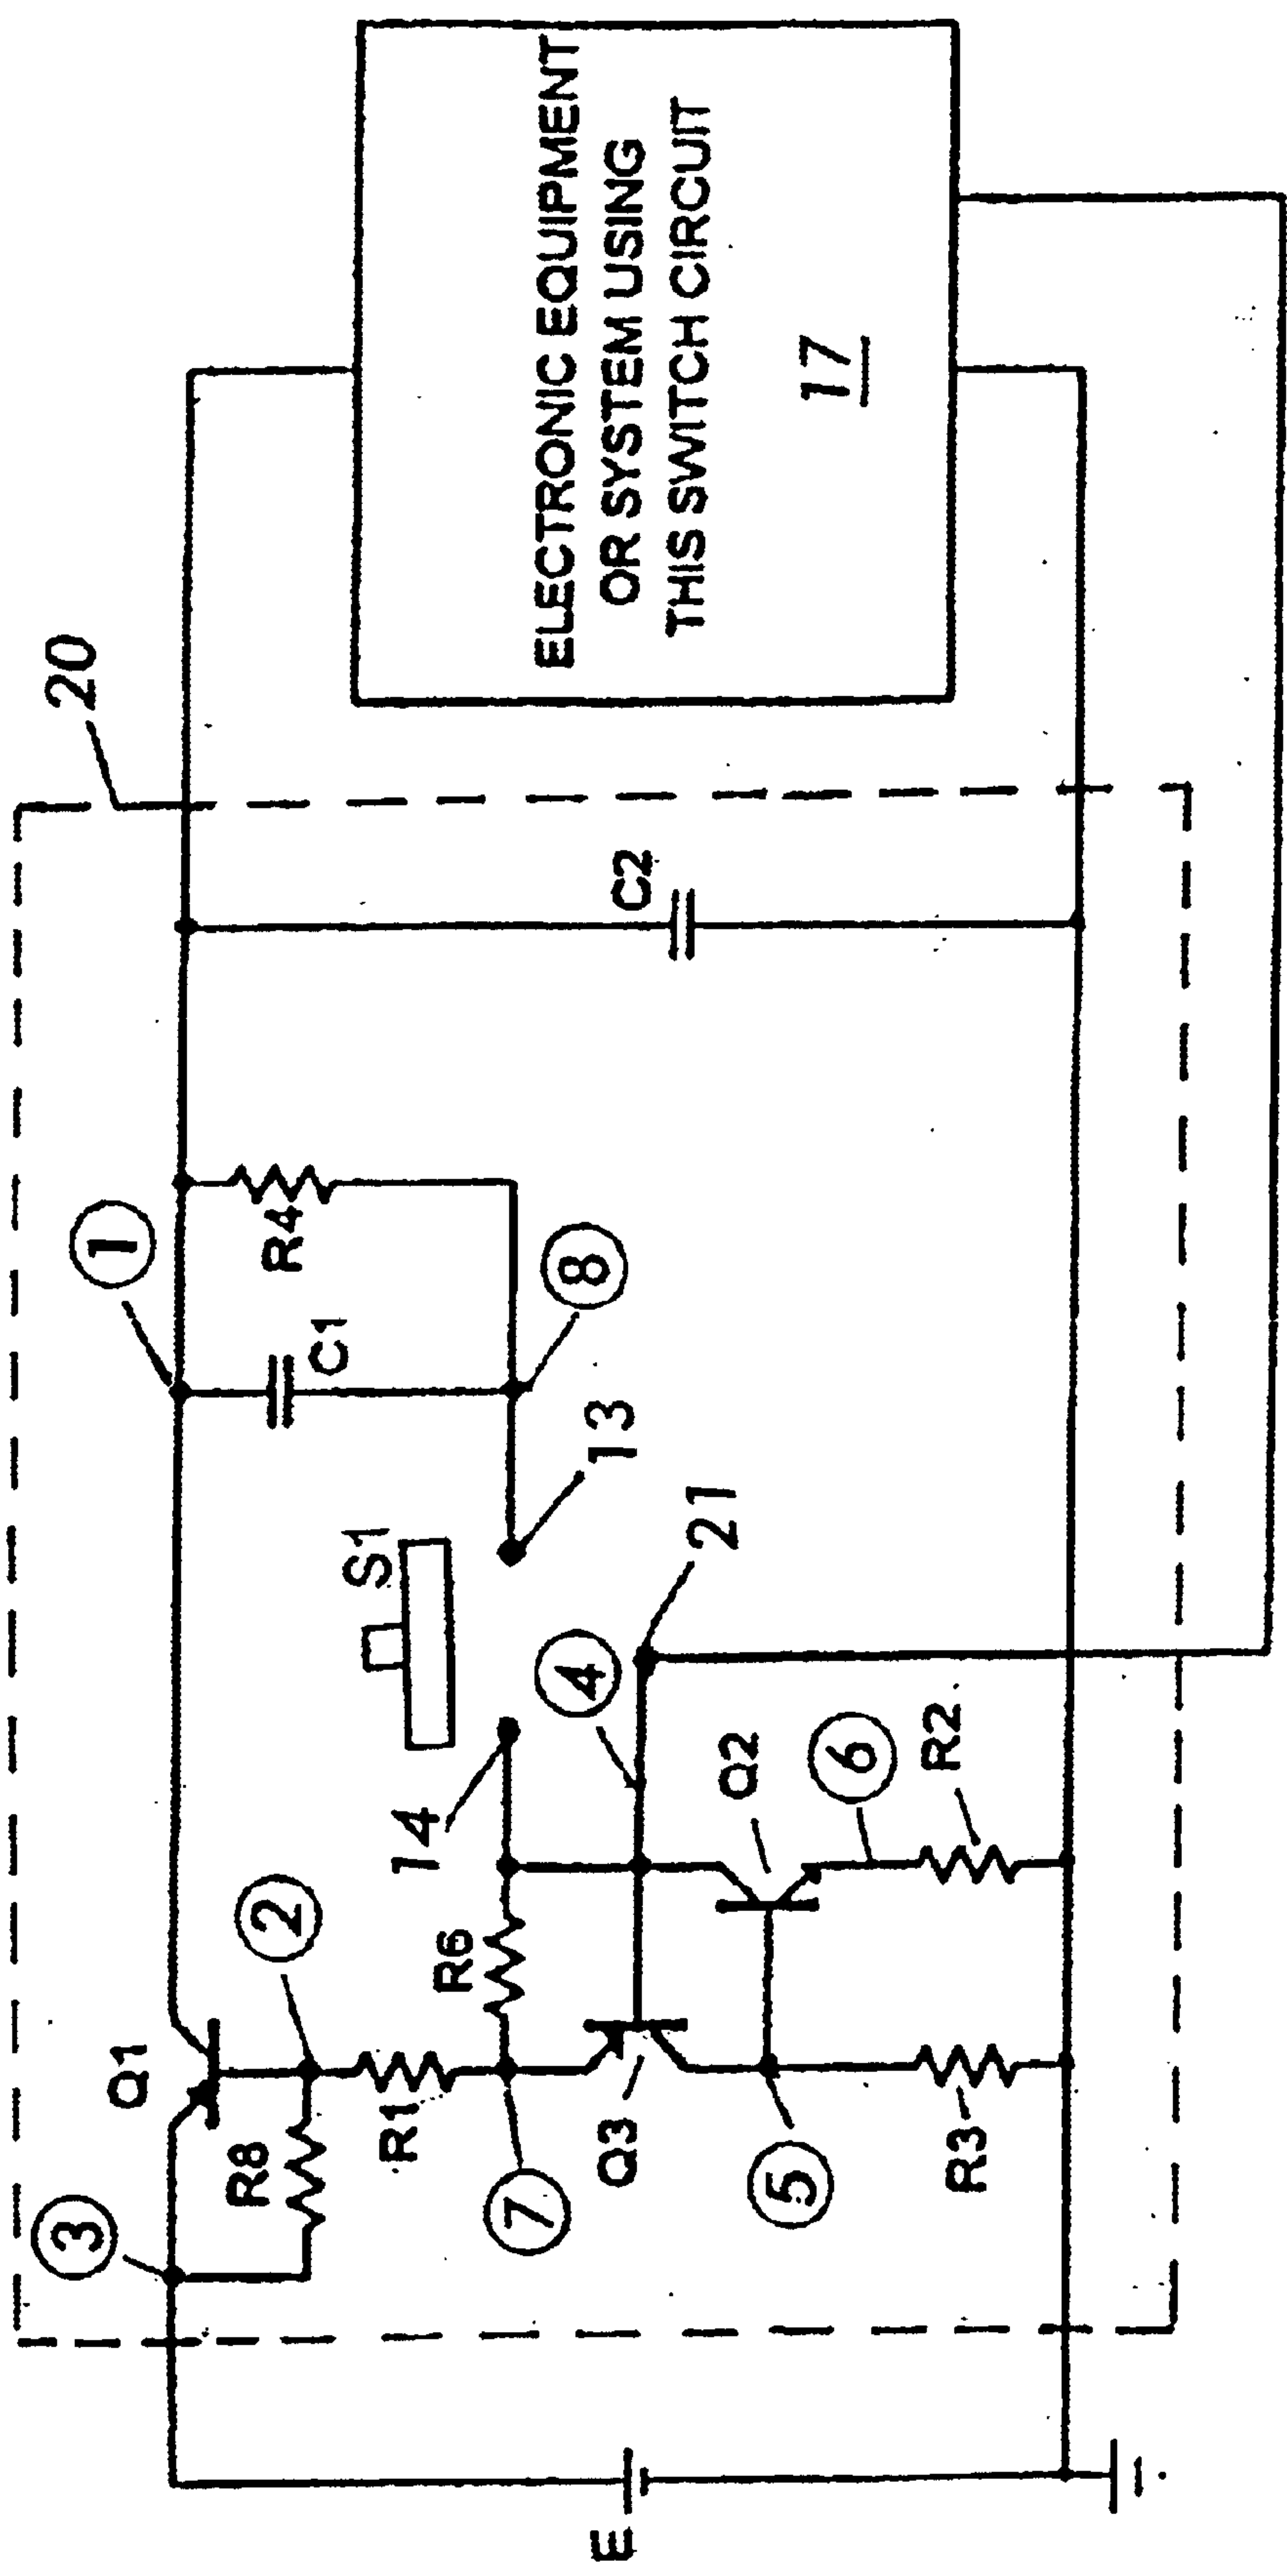 20
3
Q1
2
R8
R1
1
C1
R4
S1
14
13
8
R6
7
Q3
4
21
5
R3
Q2
6
R2
C2
E
ELECTRONIC EQUIPMENT
OR SYSTEM USING
THIS SWITCH CIRCUIT
17